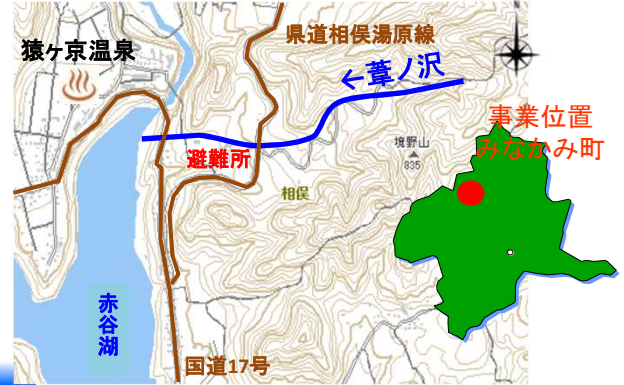 県道相俣湯原線
猿ヶ京温泉
←葦ノ沢
事業位置
みなかみ町
避難所
境野山
835
相俣
赤谷湖
国道17号